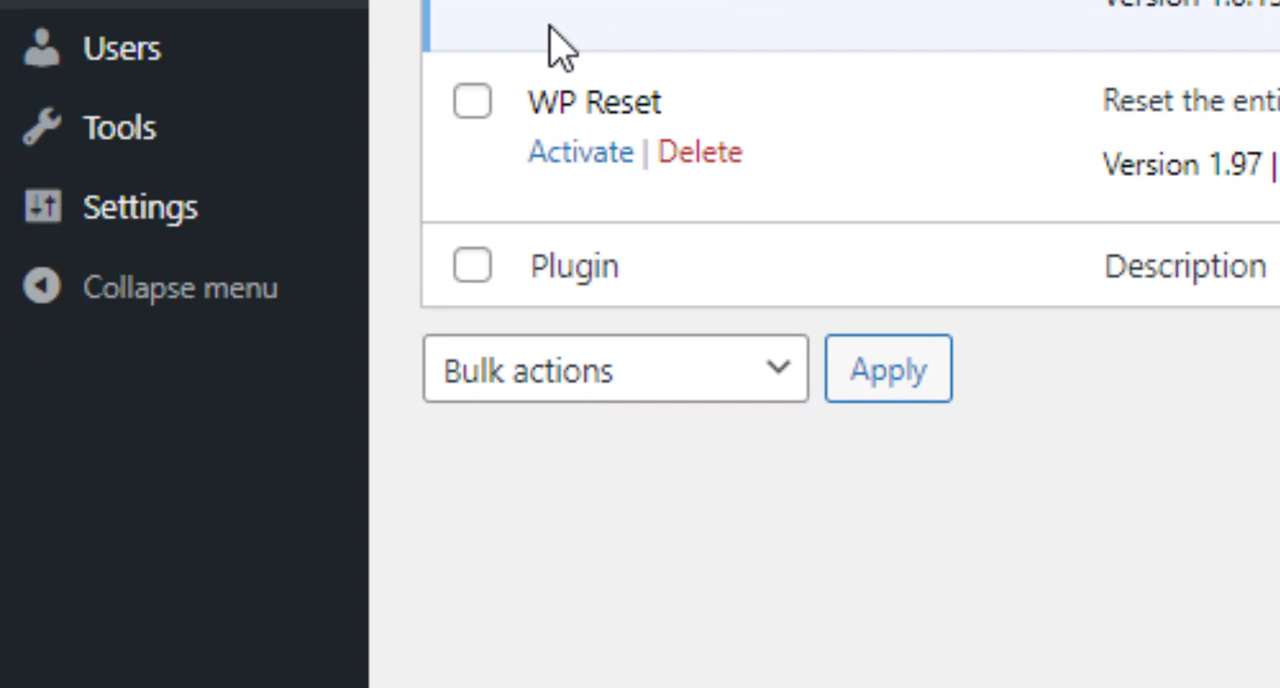 Users
Tools
Settings
Collapse menu
WP Reset
Activate | Delete
Reset the
Version 1.97 |
Plugin
Description
Bulk actions
Apply